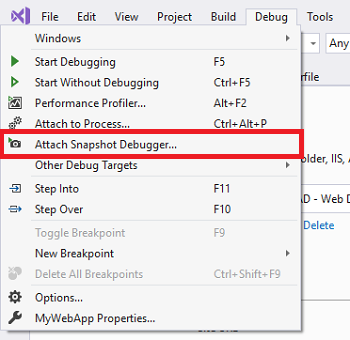 Edit View Project Build Debug Tools
Windows
Start Debugging F5
Start Without Debugging Ctrl+F5
Performance Profiler... Alt+F2
Attach to Process... Ctrl+Alt+P
Attach Snapshot Debugger...
Other Debug Targets
Step Into F11
Step Over F10
Toggle Breakpoint F9
New Breakpoint
Delete All Breakpoints Ctrl+Shift+F9
Options...
MyWebApp Properties...
Any
rfile
older, IIS,
AD - Web D
Delete